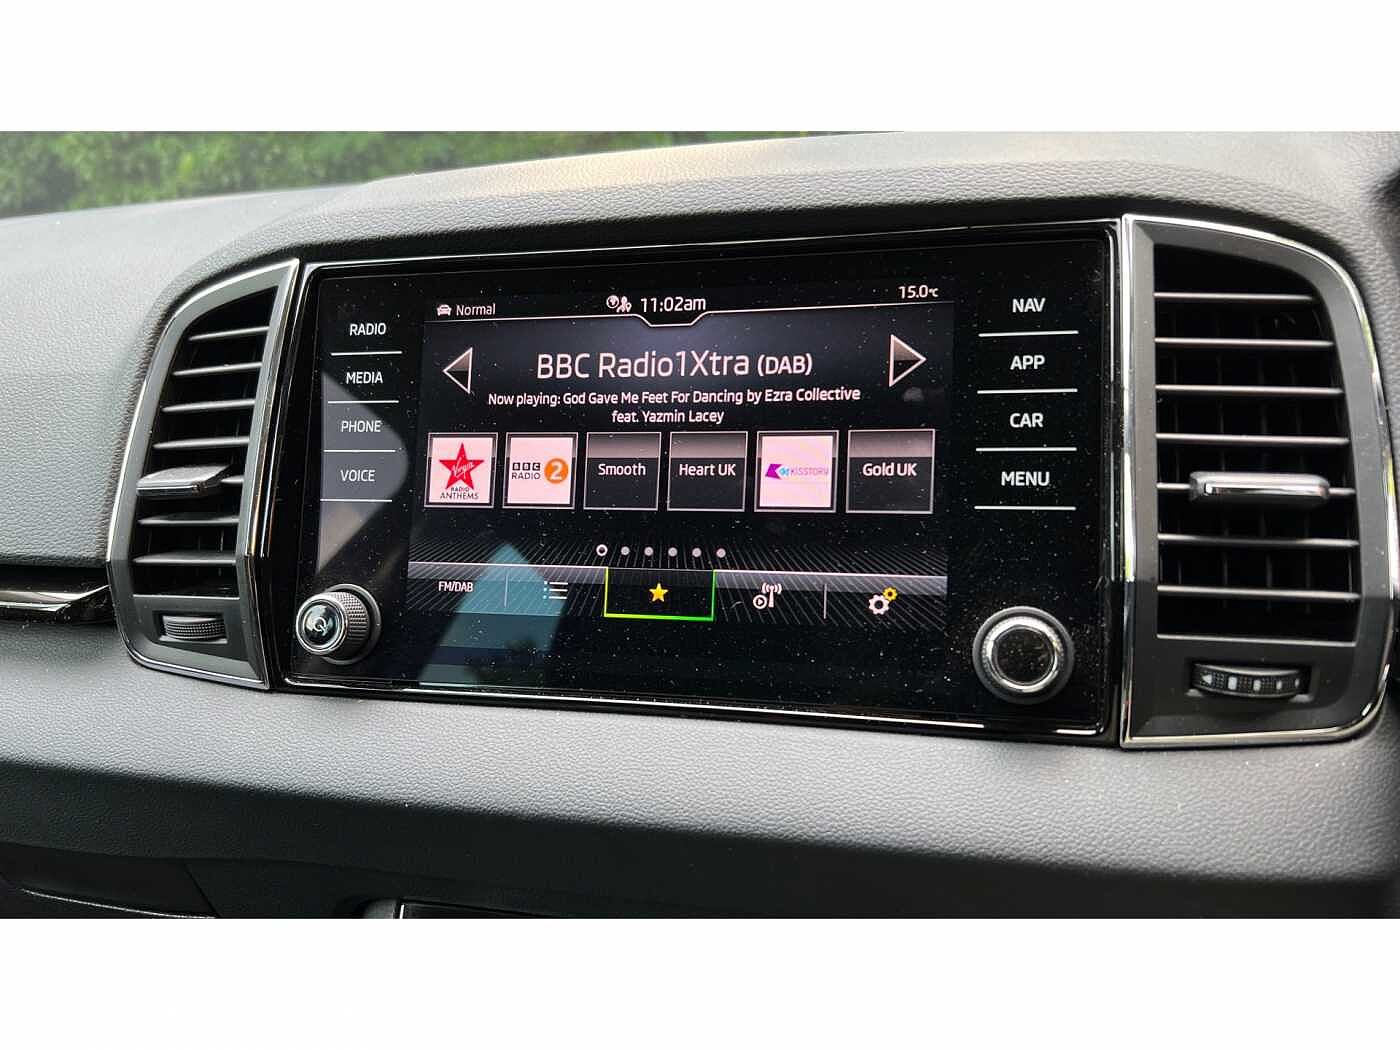 Normal
11:02am
15.0°c
RADIO
MEDIA
PHONE
VOICE
BBC Radio1Xtra (DAB)
Now playing: God Gave Me Feet For Dancing by Ezra Collective
feat. Yazmin Lacey
Virgin
RADIO
ANTHEMS
BBC
RADIO 2
Smooth
Heart UK
KISSTORY
Gold UK
FM/DAB
NAV
APP
CAR
MENU